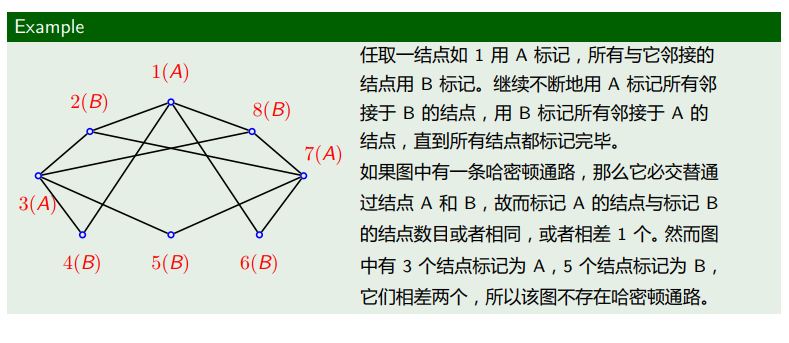 Example
1(A)
2(B)
8(B)
7(A)
3(A)
4(B)
5(B)
6(B)
任取一结点如 1 用 A 标记，所有与它邻接的
结点用 B 标记。继续不断地用 A 标记所有邻
接于 B 的结点，用 B 标记所有邻接于 A 的
结点，直到所有结点都标记完毕。
如果图中有一条哈密顿通路，那么它必交替通
过结点 A 和 B，故而标记 A 的结点与标记 B
的结点数目或者相同，或者相差 1 个。然而图
中有 3 个结点标记为 A，5 个结点标记为 B，
它们相差两个，所以该图不存在哈密顿通路。